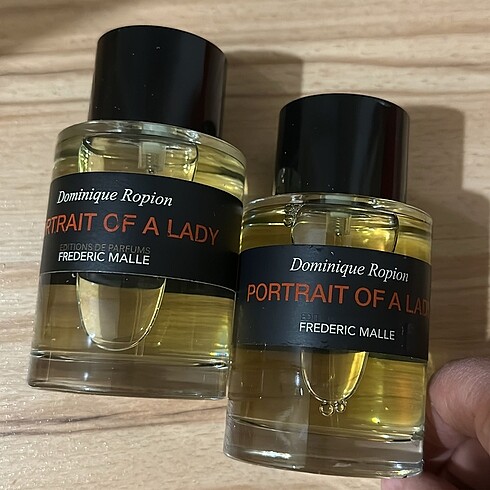 Dominique Ropion
RTRAIT OF A LADY
EDITIONS DE PARFUMS
FREDERIC MALLE
Dominique Ropion
PORTRAIT OF A LAD
FREDERIC MALLE